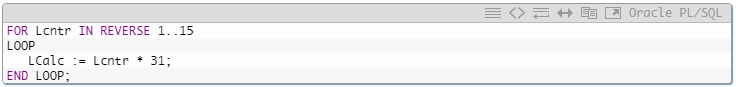 Oracle PL/SQL
FOR Lcntr IN REVERSE 1..15
LOOP
   LCalc := Lcntr * 31;
END LOOP;